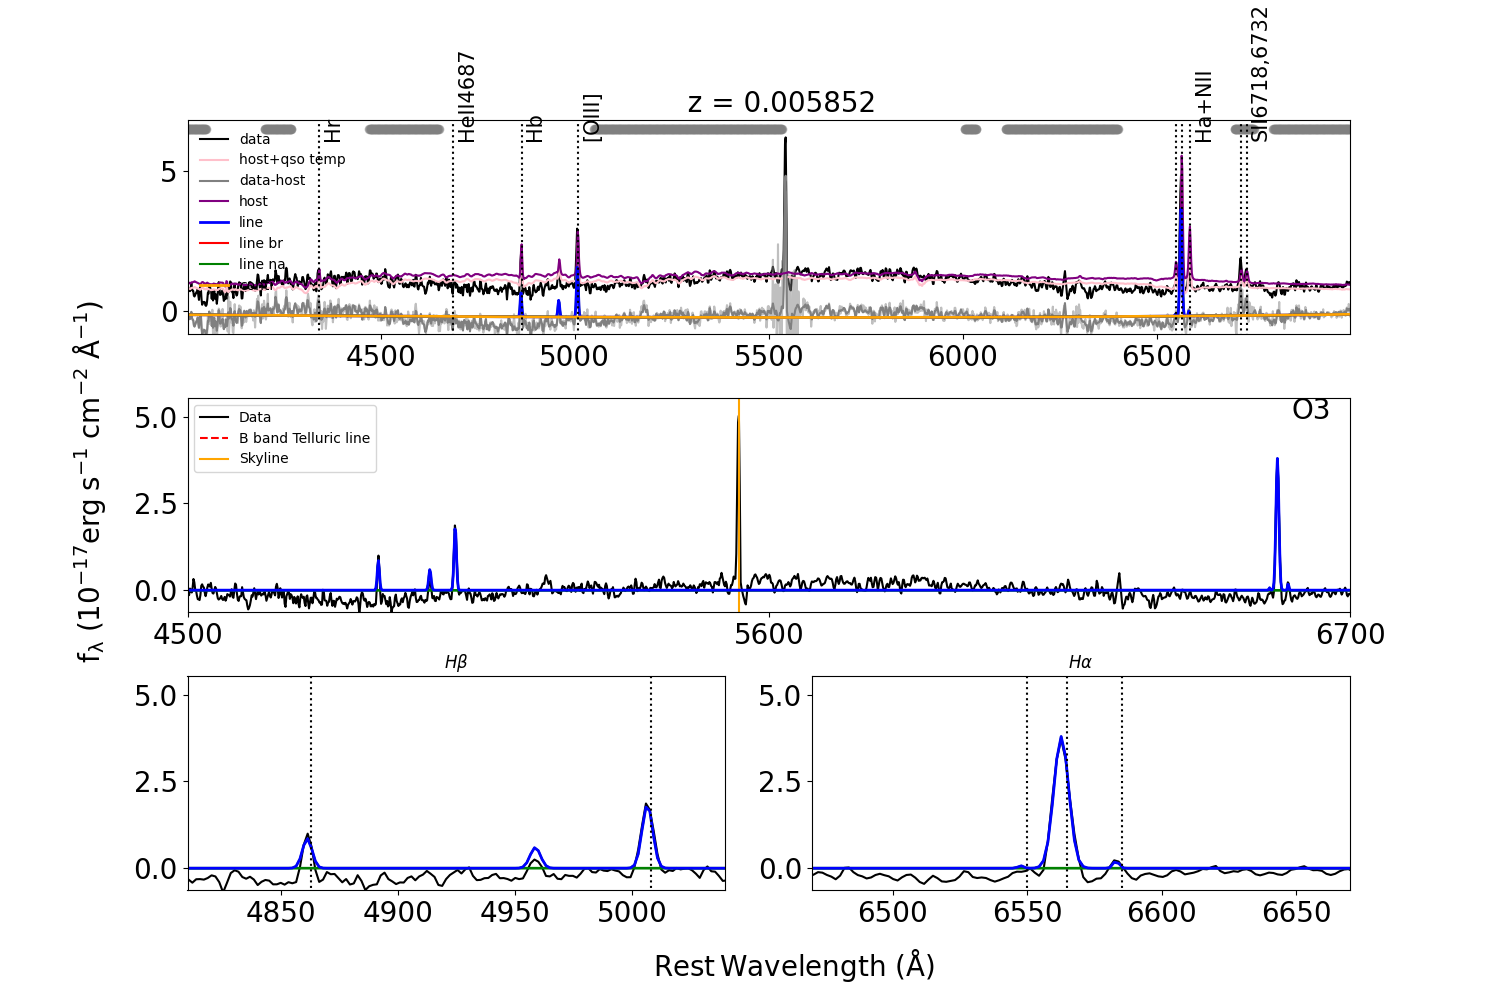 z = 0.005852
Hr
HeII4687
Hb
[OIII]
Ha+NII
SII6718,6732
data
host+qso temp
data-host
host
line
line br
line na
5
0
4500 5000 5500 6000 6500
O3
Data
B band Telluric line
Skyline
5.0
2.5
0.0
4500 5600 6700
fλ (10⁻¹⁷erg s⁻¹ cm⁻² Å⁻¹)
Hβ
5.0
2.5
0.0
4850 4900 4950 5000
Hα
5.0
2.5
0.0
6500 6550 6600 6650
Rest Wavelength (Å)